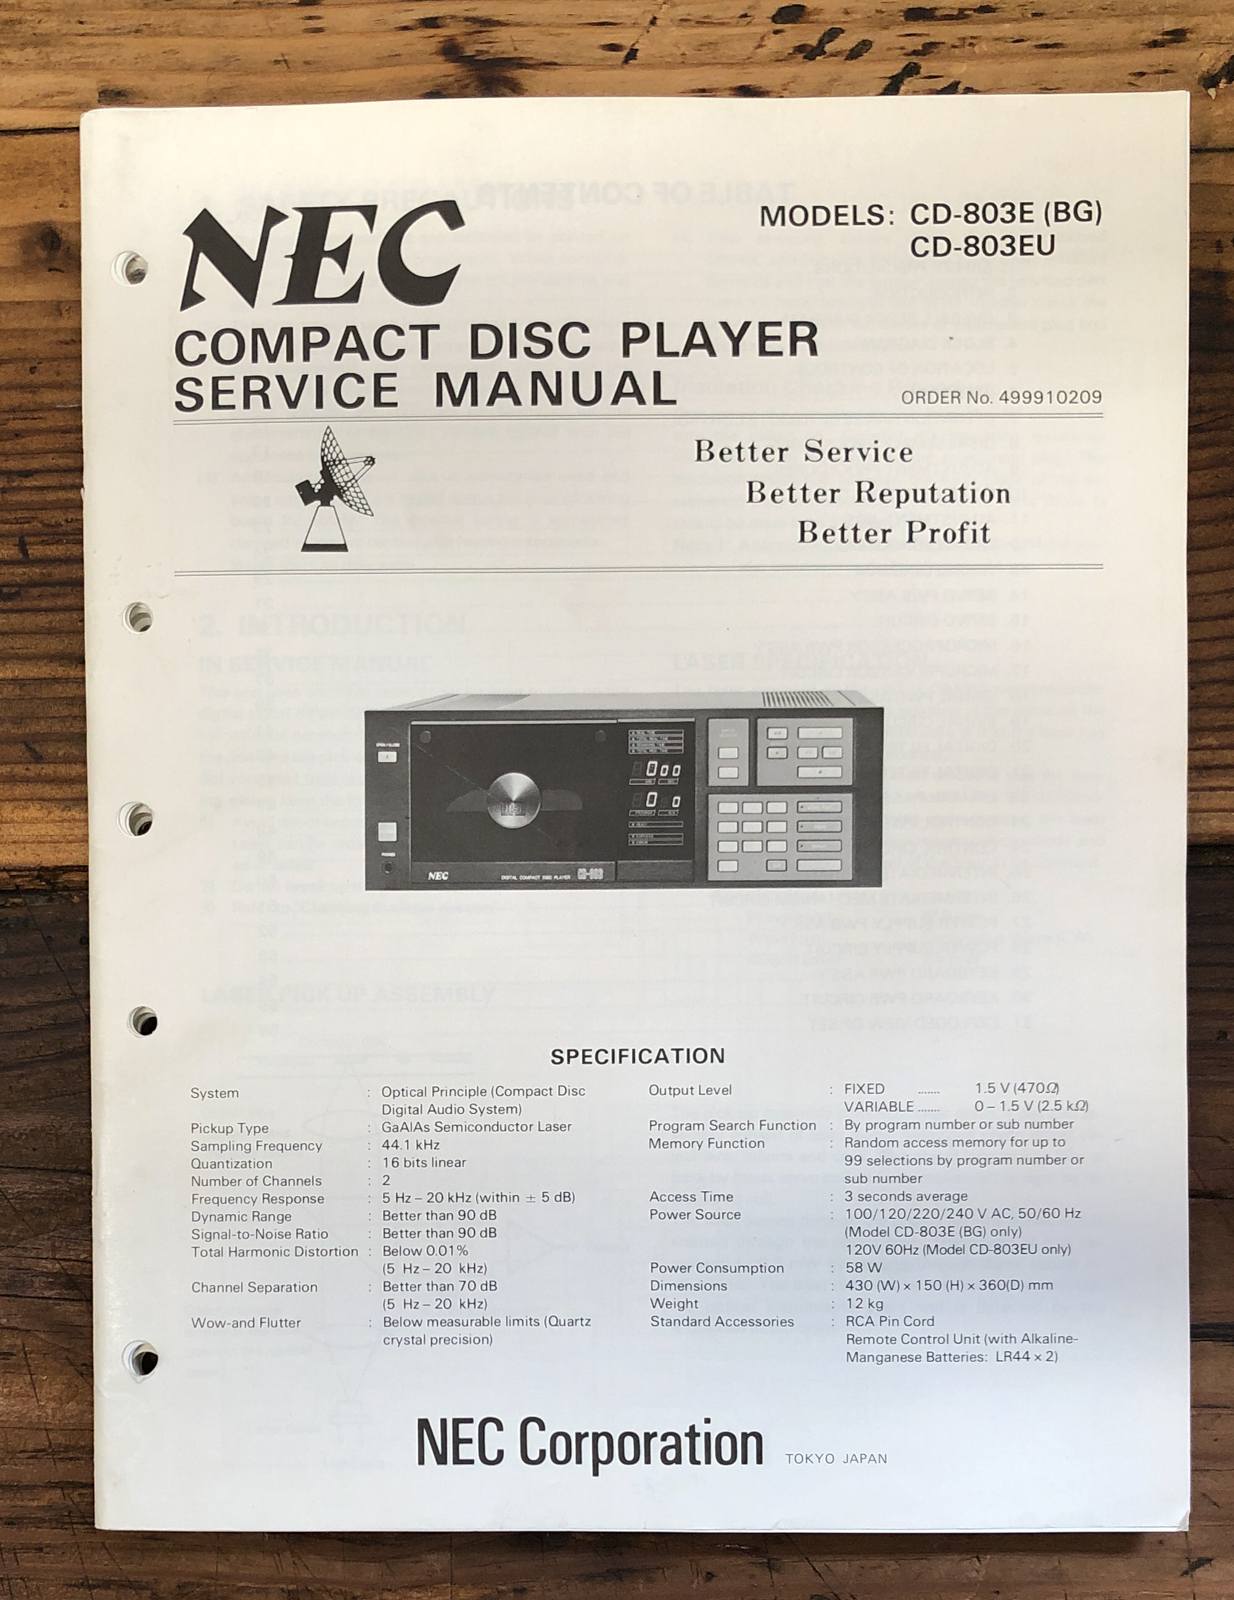 NEC
MODELS: CD-803E (BG)
CD-803EU
COMPACT DISC PLAYER
SERVICE MANUAL
ORDER No. 499910209
Better Service
Better Reputation
Better Profit
OPEN/CLOSE
PHONES
NEC
DIGITAL COMPACT DISC PLAYER CD-803
SPECIFICATION
System : Optical Principle (Compact Disc
Digital Audio System)
Pickup Type : GaAlAs Semiconductor Laser
Sampling Frequency : 44.1 kHz
Quantization : 16 bits linear
Number of Channels : 2
Frequency Response : 5 Hz – 20 kHz (within ± 5 dB)
Dynamic Range : Better than 90 dB
Signal-to-Noise Ratio : Better than 90 dB
Total Harmonic Distortion : Below 0.01%
(5 Hz – 20 kHz)
Channel Separation : Better than 70 dB
(5 Hz – 20 kHz)
Wow-and Flutter : Below measurable limits (Quartz
crystal precision)
Output Level : FIXED ....... 1.5 V (470Ω)
VARIABLE ....... 0 – 1.5 V (2.5 kΩ)
Program Search Function : By program number or sub number
Memory Function : Random access memory for up to
99 selections by program number or
sub number
Access Time : 3 seconds average
Power Source : 100/120/220/240 V AC, 50/60 Hz
(Model CD-803E (BG) only)
120V 60Hz (Model CD-803EU only)
Power Consumption : 58 W
Dimensions : 430 (W) × 150 (H) × 360(D) mm
Weight : 12 kg
Standard Accessories : RCA Pin Cord
Remote Control Unit (with Alkaline-
Manganese Batteries: LR44 × 2)
NEC Corporation TOKYO JAPAN